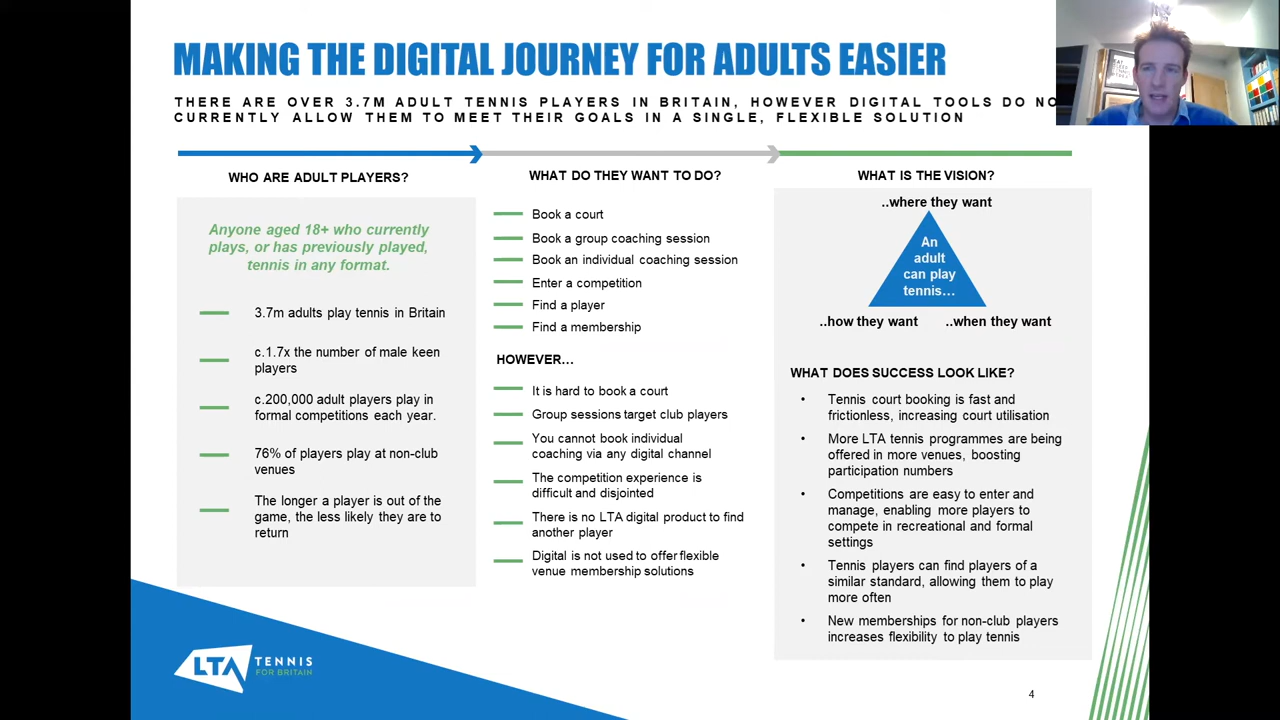 MAKING THE DIGITAL JOURNEY FOR ADULTS EASIER
THERE ARE OVER 3.7M ADULT TENNIS PLAYERS IN BRITAIN, HOWEVER DIGITAL TOOLS DO NO
CURRENTLY ALLOW THEM TO MEET THEIR GOALS IN A SINGLE, FLEXIBLE SOLUTION
WHO ARE ADULT PLAYERS?
Anyone aged 18+ who currently
plays, or has previously played,
tennis in any format.
3.7m adults play tennis in Britain
c.1.7x the number of male keen
players
c.200,000 adult players play in
formal competitions each year.
76% of players play at non-club
venues
The longer a player is out of the
game, the less likely they are to
return
WHAT DO THEY WANT TO DO?
Book a court
Book a group coaching session
Book an individual coaching session
Enter a competition
Find a player
Find a membership
HOWEVER…
It is hard to book a court
Group sessions target club players
You cannot book individual
coaching via any digital channel
The competition experience is
difficult and disjointed
There is no LTA digital product to find
another player
Digital is not used to offer flexible
venue membership solutions
WHAT IS THE VISION?
..where they want
An
adult
can play
tennis…
..how they want ..when they want
WHAT DOES SUCCESS LOOK LIKE?
• Tennis court booking is fast and
frictionless, increasing court utilisation
• More LTA tennis programmes are being
offered in more venues, boosting
participation numbers
• Competitions are easy to enter and
manage, enabling more players to
compete in recreational and formal
settings
• Tennis players can find players of a
similar standard, allowing them to play
more often
• New memberships for non-club players
increases flexibility to play tennis
LTA TENNIS
FOR BRITAIN
4